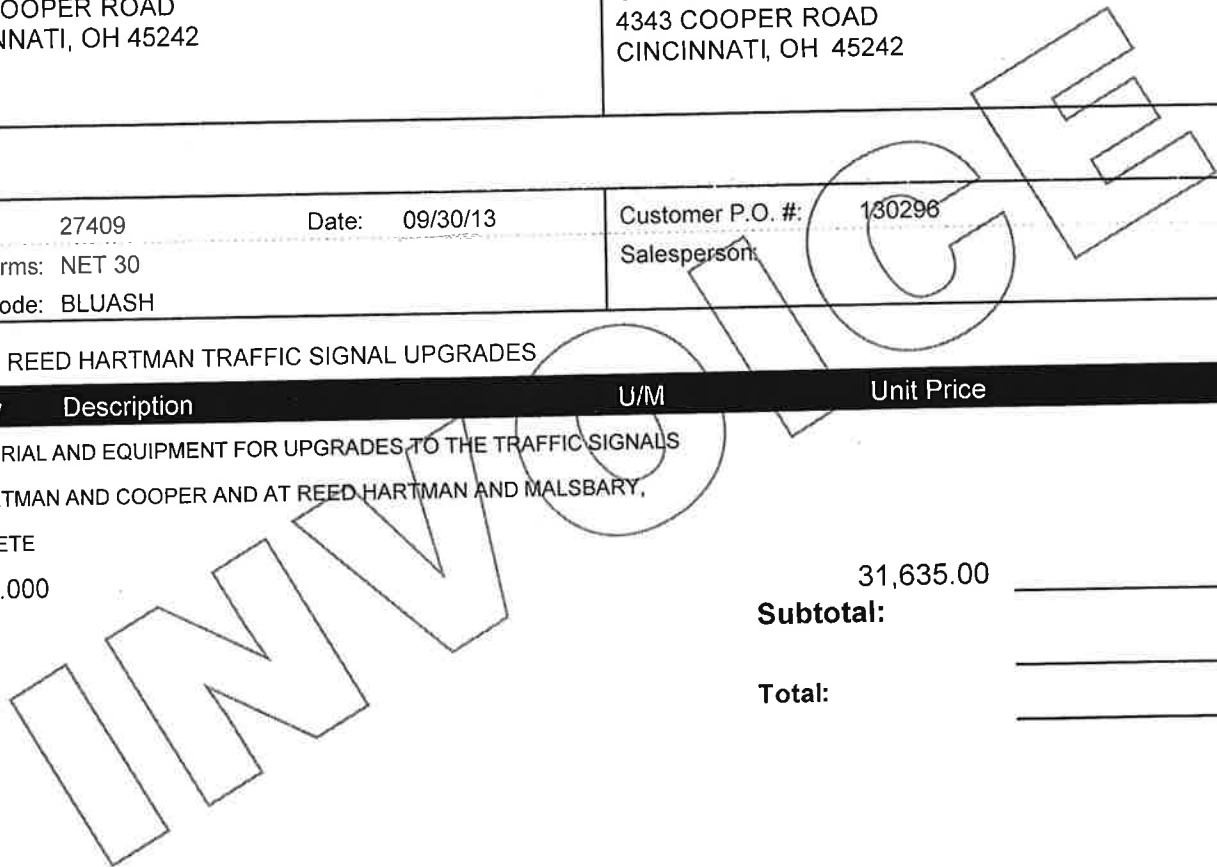 OOPER ROAD
NNATI, OH 45242
4343 COOPER ROAD
CINCINNATI, OH 45242
27409 Date: 09/30/13
rms: NET 30
ode: BLUASH
Customer P.O. #: 130296
Salesperson:
REED HARTMAN TRAFFIC SIGNAL UPGRADES
Description U/M Unit Price
RIAL AND EQUIPMENT FOR UPGRADES TO THE TRAFFIC SIGNALS
RTMAN AND COOPER AND AT REED HARTMAN AND MALSBARY,
ETE
.000 31,635.00
Subtotal:
Total:
INVOICE